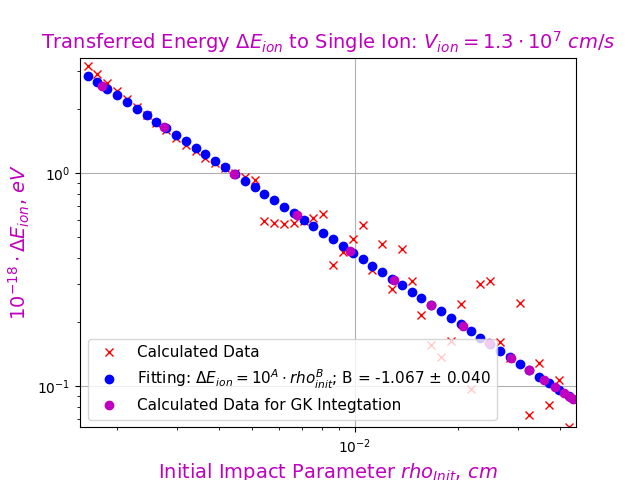 Transferred Energy ΔE_ion to Single Ion: V_ion = 1.3 · 10^7 cm/s
10^-18 · ΔE_ion, eV
10^0
10^-1
Calculated Data
Fitting: ΔE_ion = 10^A · rho_init^B; B = -1.067 ± 0.040
Calculated Data for GK Integtation
10^-2
Initial Impact Parameter rho_Init, cm